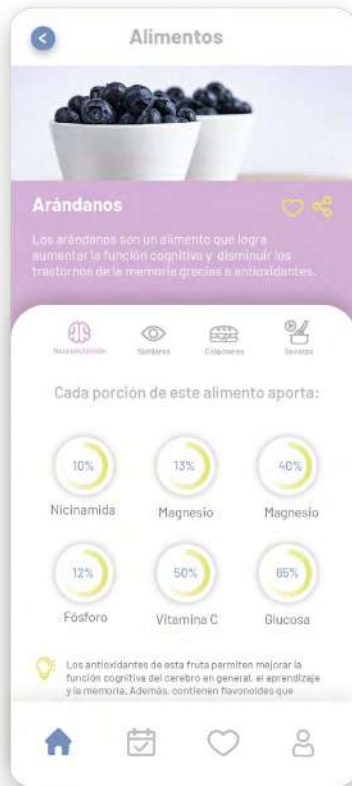 Alimentos
Arándanos
Los arándanos son un alimento que logra
aumentar la función cognitiva y disminuir los
trastornos de la memoria gracias a antioxidantes.
Neuronutrición Similares Colaciones Recetas
Cada porción de este alimento aporta:
10% 13% 40%
Nicinamida Magnesio Magnesio
12% 50% 65%
Fósforo Vitamina C Glucosa
Los antioxidantes de esta fruta permiten mejorar la
función cognitiva del cerebro en general, el aprendizaje
y la memoria. Además, contienen flavonoides que